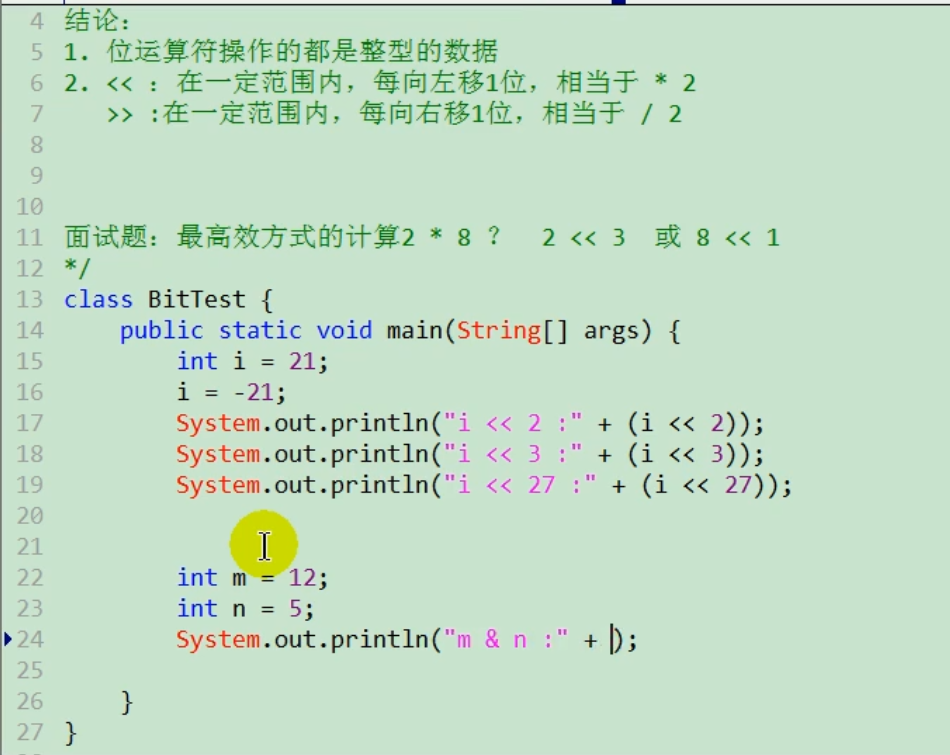 4 结论：
5 1. 位运算符操作的都是整型的数据
6 2. << : 在一定范围内，每向左移1位，相当于 * 2
7 >> :在一定范围内，每向右移1位，相当于 / 2
8
9
10
11 面试题：最高效方式的计算2 * 8 ？ 2 << 3 或 8 << 1
12 */
13 class BitTest {
14 public static void main(String[] args) {
15 int i = 21;
16 i = -21;
17 System.out.println("i << 2 :" + (i << 2));
18 System.out.println("i << 3 :" + (i << 3));
19 System.out.println("i << 27 :" + (i << 27));
20
21
22 int m = 12;
23 int n = 5;
24 System.out.println("m & n :" + );
25
26 }
27 }